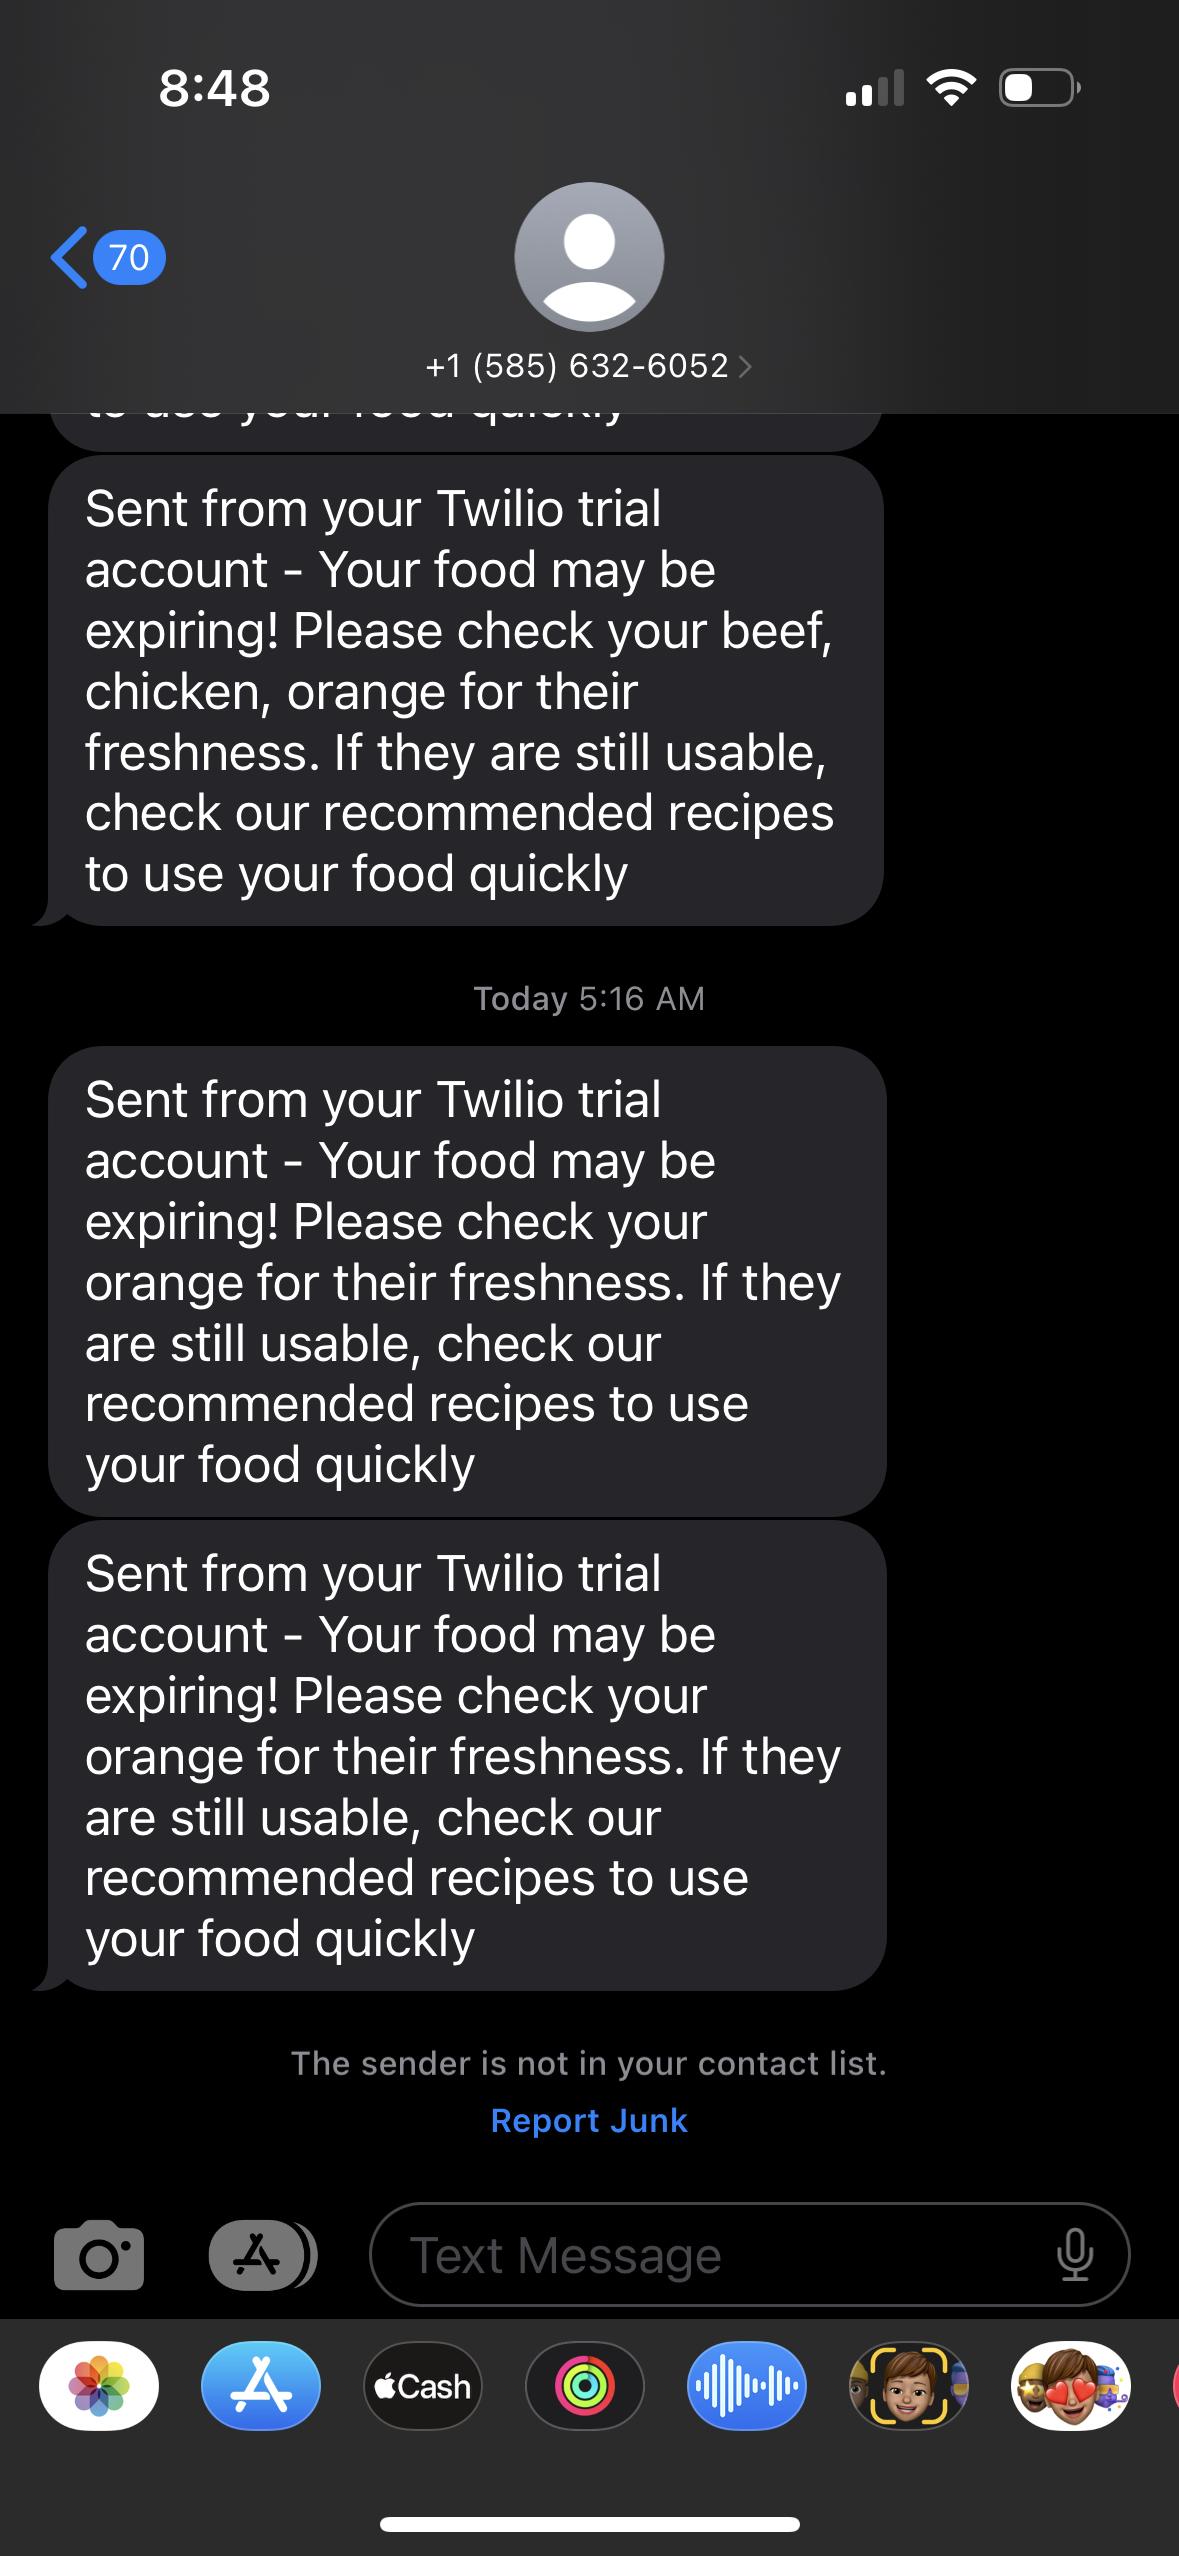 8:48
70
+1 (585) 632-6052
to use your food quickly
Sent from your Twilio trial
account - Your food may be
expiring! Please check your beef,
chicken, orange for their
freshness. If they are still usable,
check our recommended recipes
to use your food quickly
Today 5:16 AM
Sent from your Twilio trial
account - Your food may be
expiring! Please check your
orange for their freshness. If they
are still usable, check our
recommended recipes to use
your food quickly
Sent from your Twilio trial
account - Your food may be
expiring! Please check your
orange for their freshness. If they
are still usable, check our
recommended recipes to use
your food quickly
The sender is not in your contact list.
Report Junk
Text Message
Cash